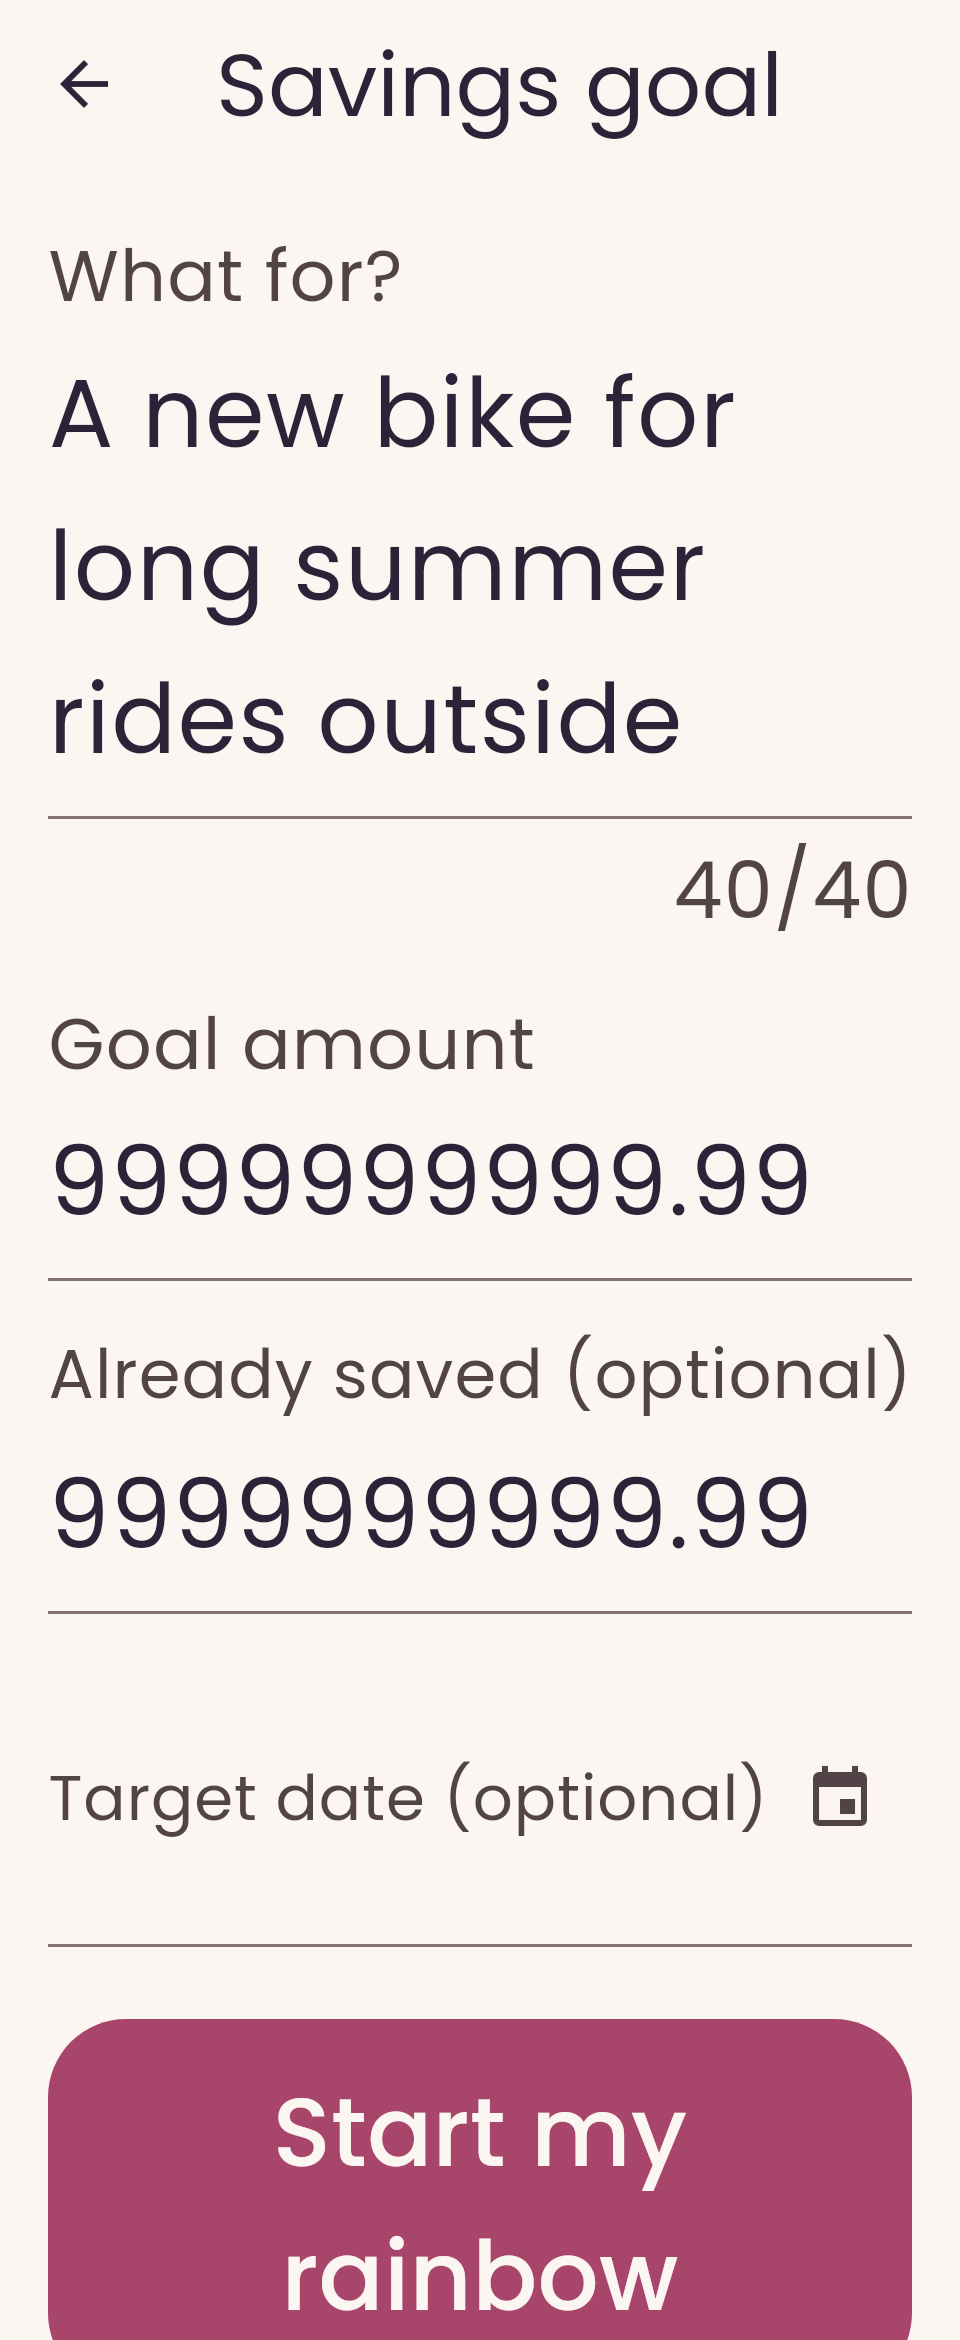 Savings goal
What for?
A new bike for
long summer
rides outside
40/40
Goal amount
9999999999.99
Already saved (optional)
9999999999.99
Target date (optional)
Start my
rainbow